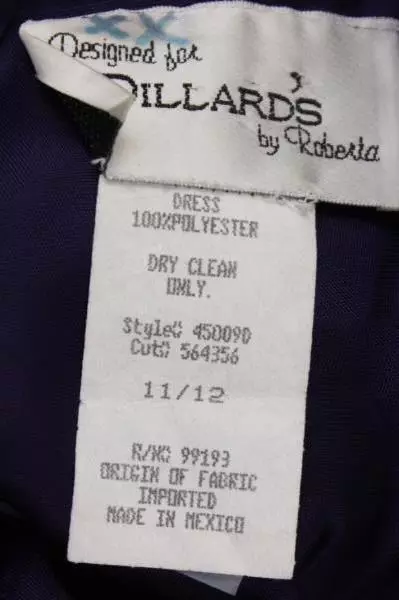 XX
Designed for
DILLARD'S
by Roberta
DRESS
100%POLYESTER
DRY CLEAN
ONLY.
Style# 450090
Cut# 564356
11/12
R/N# 99193
ORIGIN OF FABRIC
IMPORTED
MADE IN MEXICO